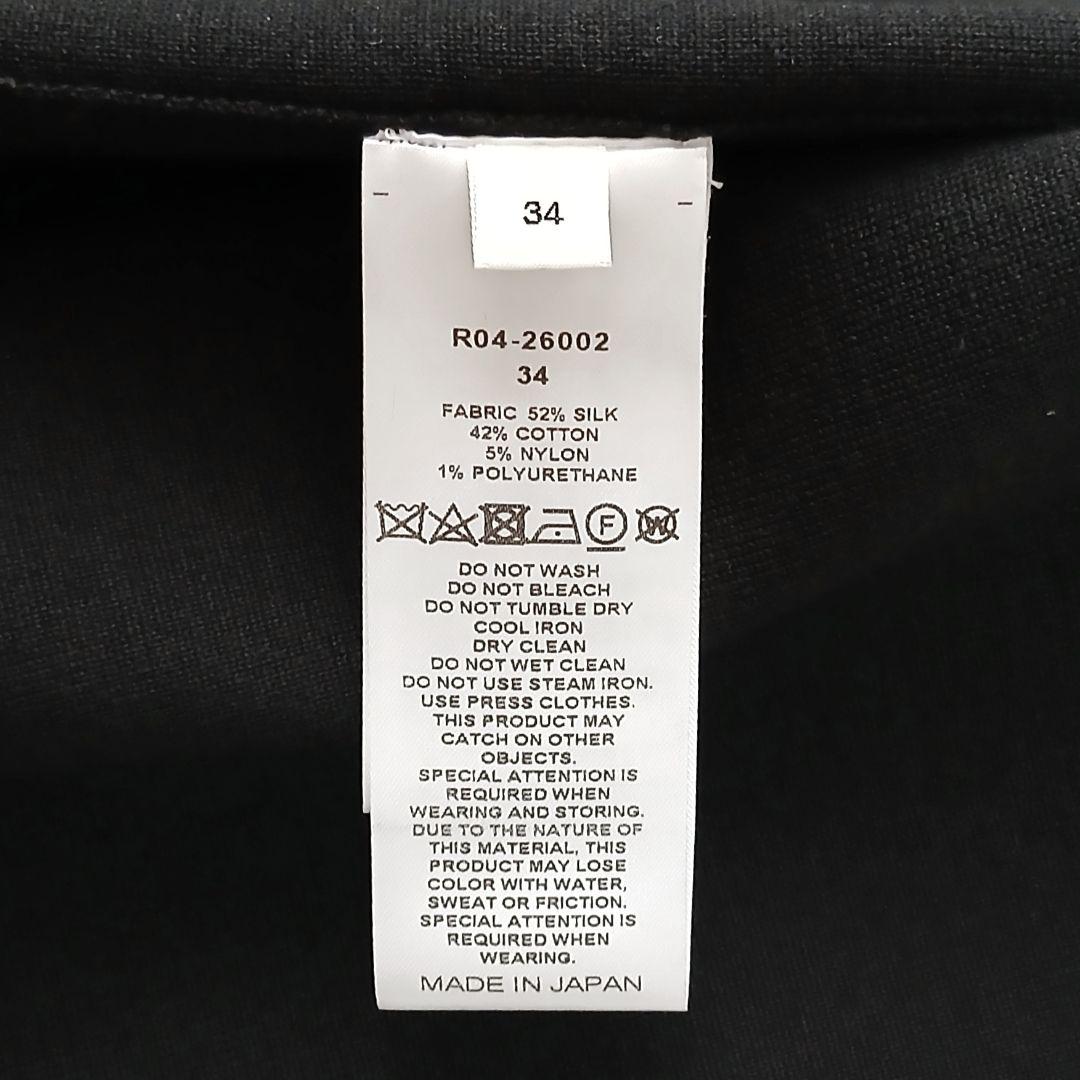 34
R04-26002
34
FABRIC 52% SILK
42% COTTON
5% NYLON
1% POLYURETHANE
F W
DO NOT WASH
DO NOT BLEACH
DO NOT TUMBLE DRY
COOL IRON
DRY CLEAN
DO NOT WET CLEAN
DO NOT USE STEAM IRON.
USE PRESS CLOTHES.
THIS PRODUCT MAY
CATCH ON OTHER
OBJECTS.
SPECIAL ATTENTION IS
REQUIRED WHEN
WEARING AND STORING.
DUE TO THE NATURE OF
THIS MATERIAL, THIS
PRODUCT MAY LOSE
COLOR WITH WATER,
SWEAT OR FRICTION.
SPECIAL ATTENTION IS
REQUIRED WHEN
WEARING.
MADE IN JAPAN